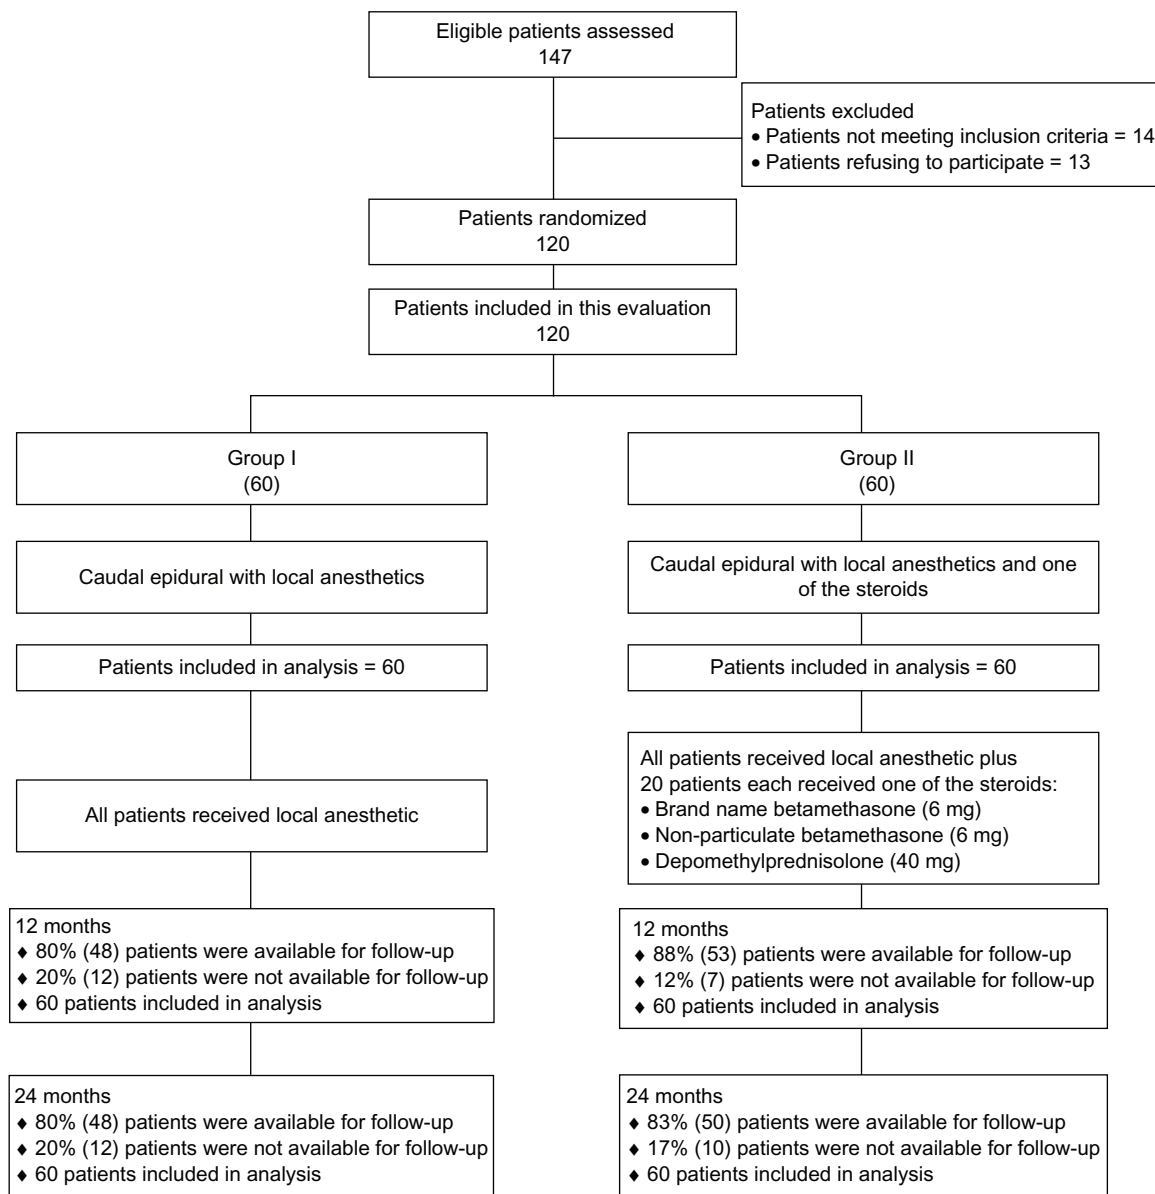 Eligible patients assessed
147
Patients excluded
• Patients not meeting inclusion criteria = 14
• Patients refusing to participate = 13
Patients randomized
120
Patients included in this evaluation
120
Group I
(60)
Group II
(60)
Caudal epidural with local anesthetics
Caudal epidural with local anesthetics and one
of the steroids
Patients included in analysis = 60
Patients included in analysis = 60
All patients received local anesthetic
All patients received local anesthetic plus
20 patients each received one of the steroids:
• Brand name betamethasone (6 mg)
• Non-particulate betamethasone (6 mg)
• Depomethylprednisolone (40 mg)
12 months
♦ 80% (48) patients were available for follow-up
♦ 20% (12) patients were not available for follow-up
♦ 60 patients included in analysis
12 months
♦ 88% (53) patients were available for follow-up
♦ 12% (7) patients were not available for follow-up
♦ 60 patients included in analysis
24 months
♦ 80% (48) patients were available for follow-up
♦ 20% (12) patients were not available for follow-up
♦ 60 patients included in analysis
24 months
♦ 83% (50) patients were available for follow-up
♦ 17% (10) patients were not available for follow-up
♦ 60 patients included in analysis